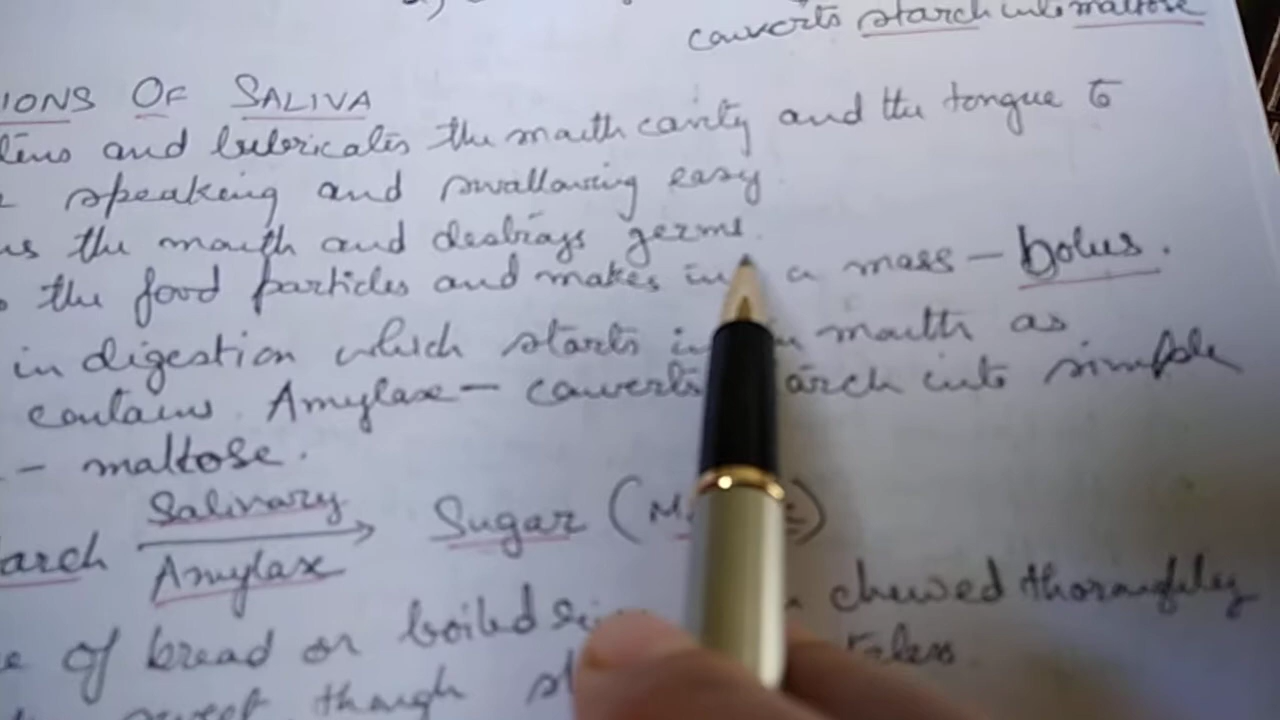 converts starch into maltose
IONS OF SALIVA
and lubricates the mouth cavity and the tongue to
speaking and swallowing easy
the mouth and destroys germs.
the food particles and makes in a mass – bolus.
in digestion which starts in mouth as
contains Amylase – converts arch into simple
– maltose.
Salivary
arch → Sugar (M
Amylase
of bread or boiled chewed thoroughly
sweet though